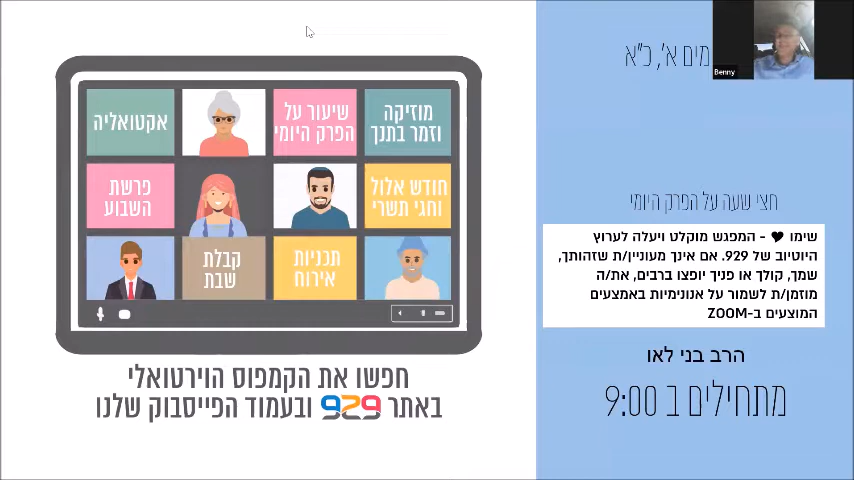 מים א', כ"א
Benny
חצי שעה על הפרק היומי
שימו ♥ - המפגש מוקלט ויעלה לערוץ
היוטיוב של 929. אם אינך מעוניין/ת שזהותך,
שמך, קולך או פניך יופצו ברבים, את/ה
מוזמן/ת לשמור על אנונימיות באמצעים
המוצעים ב-ZOOM
הרב בני לאו
מתחילים ב 9:00
מוזיקה
וזמר בתנך
שיעור על
הפרק היומי
אקטואליה
חודש אלול
וחגי תשרי
פרשת
השבוע
תכניות
אירוח
קבלת
שבת
חפשו את הקמפוס הוירטואלי
באתר 929 ובעמוד הפייסבוק שלנו